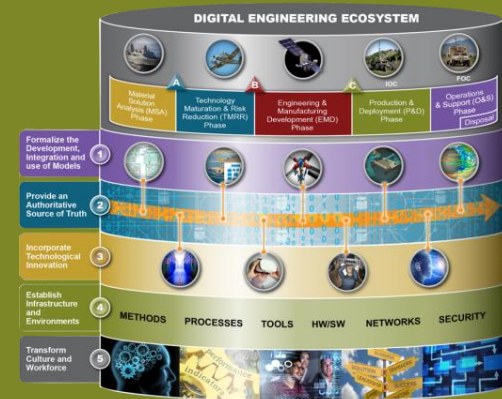 DIGITAL ENGINEERING ECOSYSTEM
IOC
FOC
A
B
C
Material
Solution
Analysis (MSA)
Phase
Technology
Maturation & Risk
Reduction (TMRR)
Phase
Engineering &
Manufacturing
Development (EMD)
Phase
Production &
Deployment (P&D)
Phase
Operations
& Support (O&S)
Phase
Disposal
Formalize the
Development,
Integration and
use of Models
1
Provide an
Authoritative
Source of Truth
2
Incorporate
Technological
Innovation
3
Establish
Infrastructure
and
Environments
4
METHODS
PROCESSES
TOOLS
HW/SW
NETWORKS
SECURITY
Transform
Culture and
Workforce
5
Performance
Indicators
SOLUTION